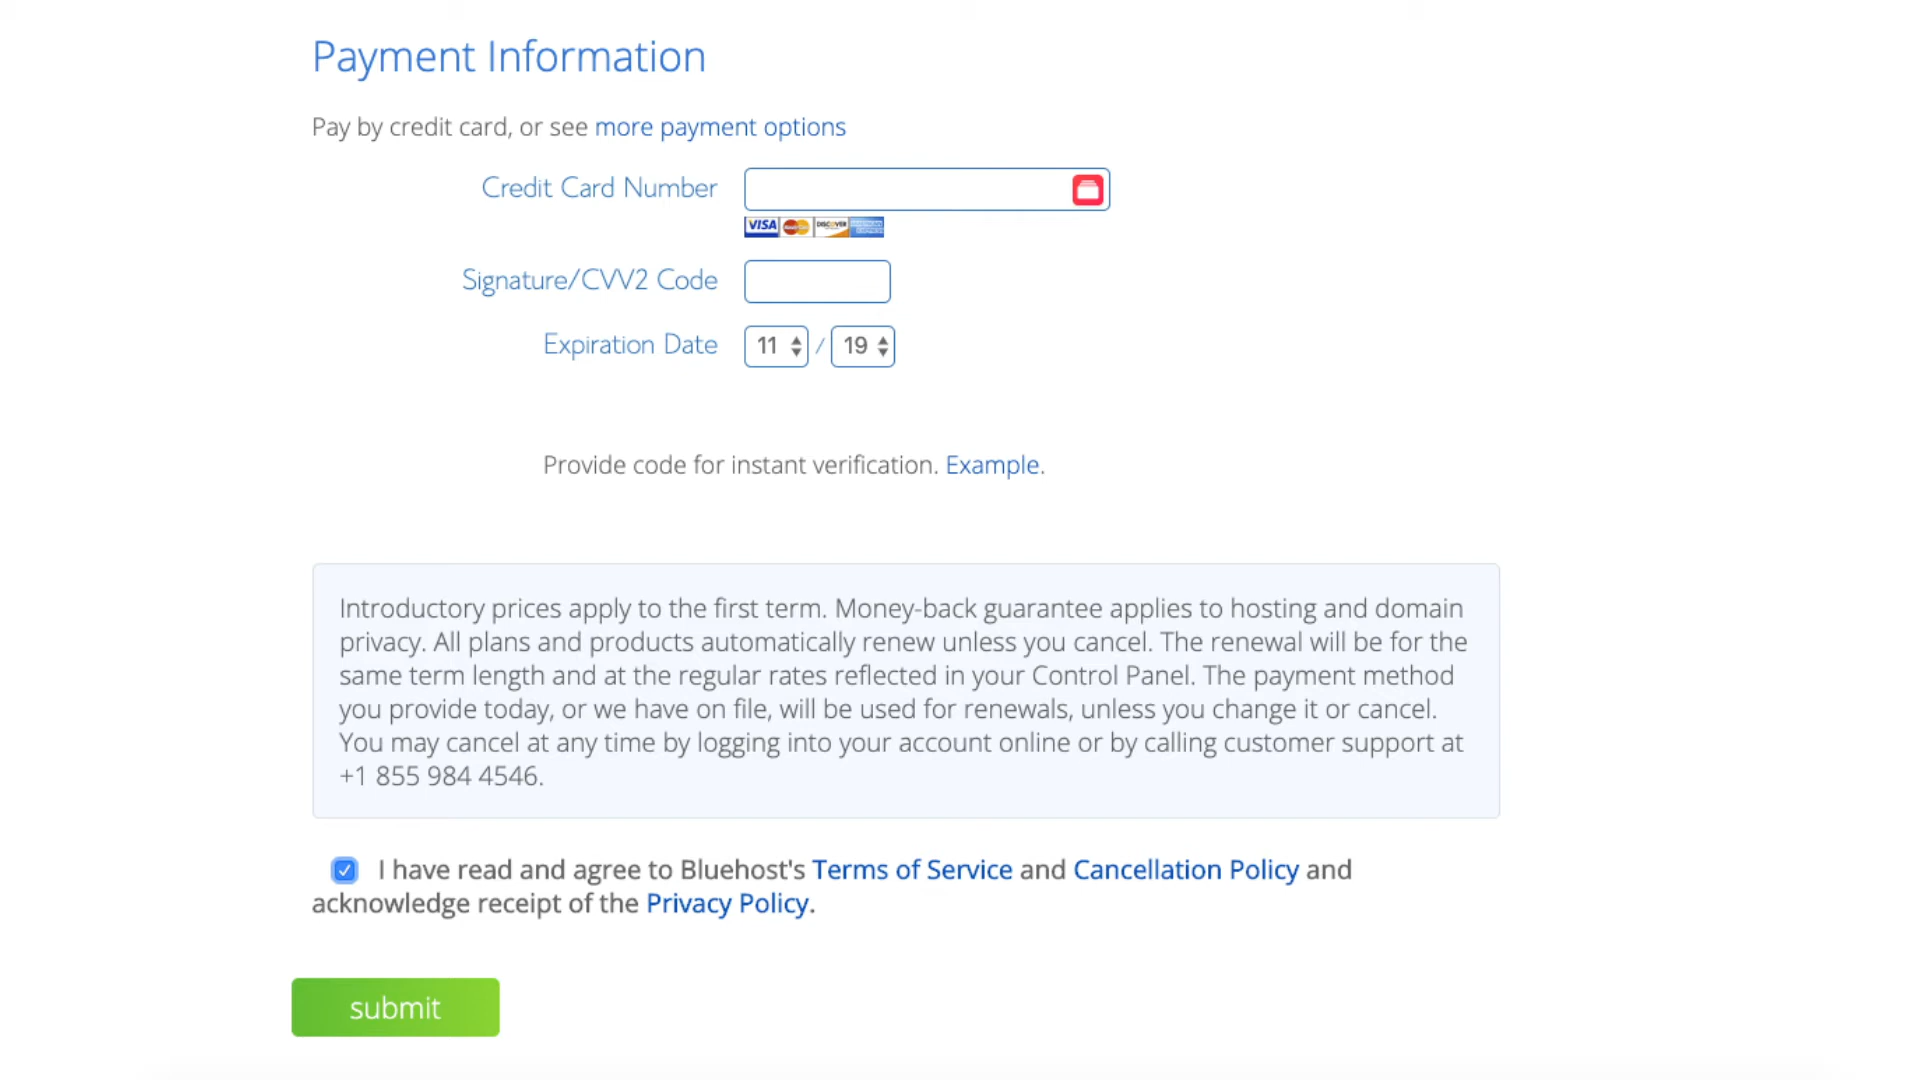 Payment Information
Pay by credit card, or see more payment options
Credit Card Number
VISA MasterCard DISCOVER
Signature/CVV2 Code
Expiration Date 11 / 19
Provide code for instant verification. Example.
Introductory prices apply to the first term. Money-back guarantee applies to hosting and domain
privacy. All plans and products automatically renew unless you cancel. The renewal will be for the
same term length and at the regular rates reflected in your Control Panel. The payment method
you provide today, or we have on file, will be used for renewals, unless you change it or cancel.
You may cancel at any time by logging into your account online or by calling customer support at
+1 855 984 4546.
I have read and agree to Bluehost's Terms of Service and Cancellation Policy and
acknowledge receipt of the Privacy Policy.
submit